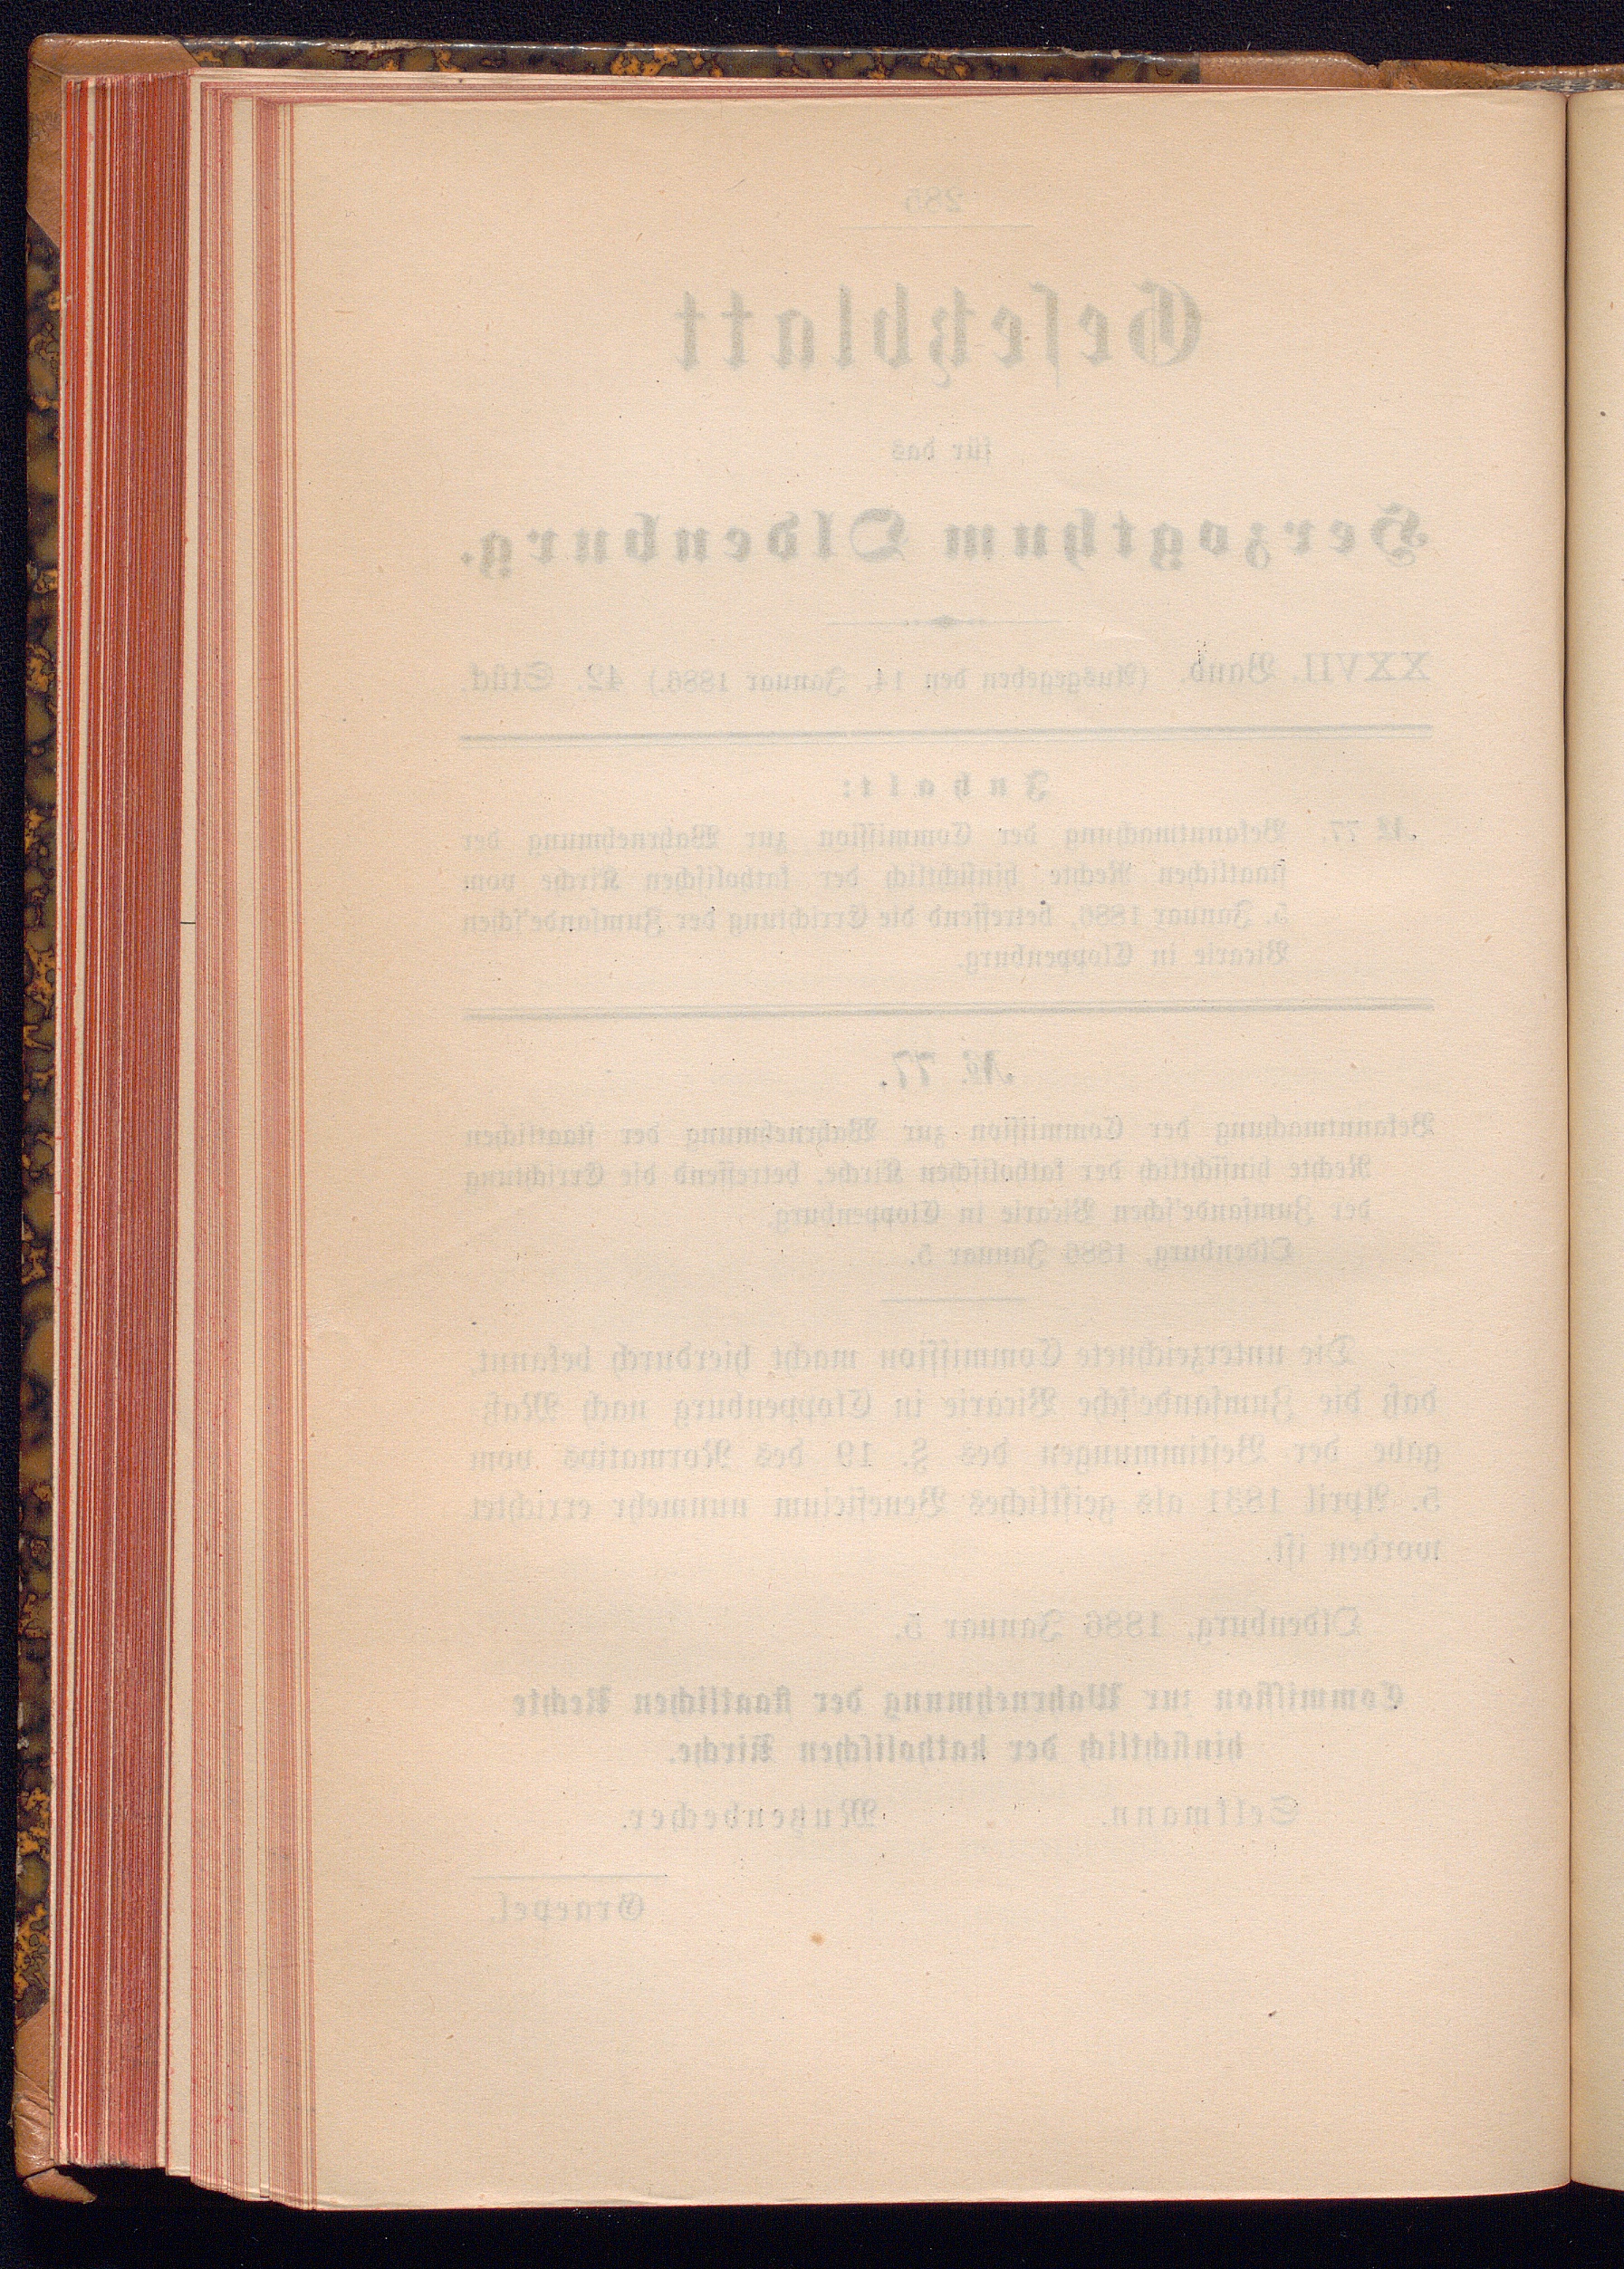 285
Gesetzblatt
für das
Herzogthum Oldenburg.
XXVII. Band. (Ausgegeben den 14. Januar 1886.) 42. Stück.
Inhalt:
№ 77. Bekanntmachung der Commission zur Wahrnehmung der
staatlichen Rechte hinsichtlich der katholischen Kirche vom
5. Januar 1886, betreffend die Errichtung der Zumsande'schen
Vicarie in Cloppenburg.
№. 77.
Bekanntmachung der Commission zur Wahrnehmung der staatlichen
Rechte hinsichtlich der katholischen Kirche, betreffend die Errichtung
der Zumsande'schen Vicarie in Cloppenburg.
Oldenburg, 1886 Januar 5.
Die unterzeichnete Commission macht hierdurch bekannt,
daß die Zumsande'sche Vicarie in Cloppenburg nach Maß-
gabe der Bestimmungen des §. 19 des Normativs vom
5. April 1831 als geistliches Beneficium nunmehr errichtet
worden ist.
Oldenburg, 1886 Januar 5.
Commission zur Wahrnehmung der staatlichen Rechte
hinsichtlich der katholischen Kirche.
Selkmann. Mutzenbecher.
Graepel.